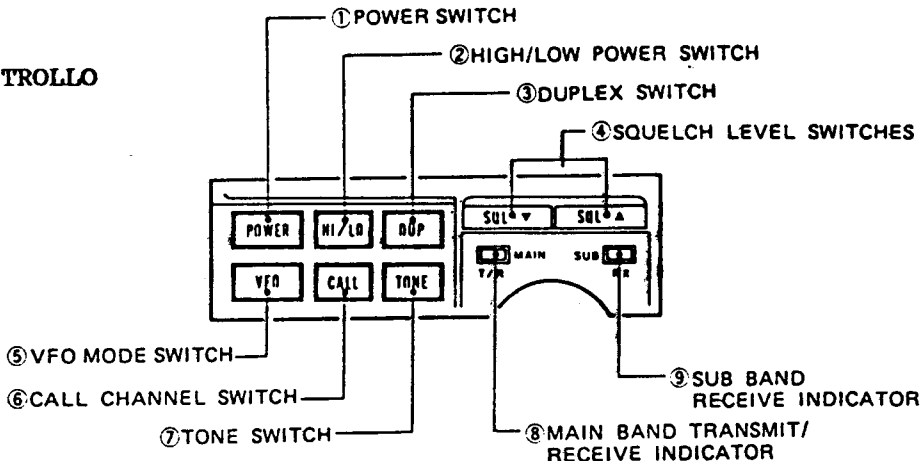 ①POWER SWITCH
②HIGH/LOW POWER SWITCH
TROLLO
③DUPLEX SWITCH
④SQUELCH LEVEL SWITCHES
SQL ▼ SQL ▲
POWER HI/LO DUP
MAIN SUB
T/R RX
VFO CALL TONE
⑤VFO MODE SWITCH
⑨SUB BAND
RECEIVE INDICATOR
⑥CALL CHANNEL SWITCH
⑦TONE SWITCH
⑧MAIN BAND TRANSMIT/
RECEIVE INDICATOR